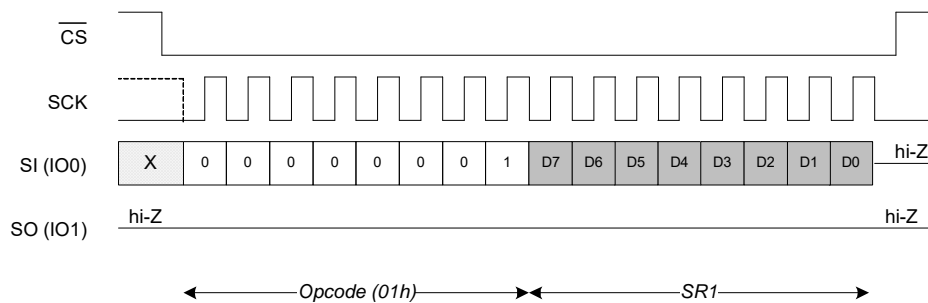 CS
SCK
SI (IO0) X 0 0 0 0 0 0 0 1 D7 D6 D5 D4 D3 D2 D1 D0 hi-Z
hi-Z hi-Z
SO (IO1)
Opcode (01h) SR1